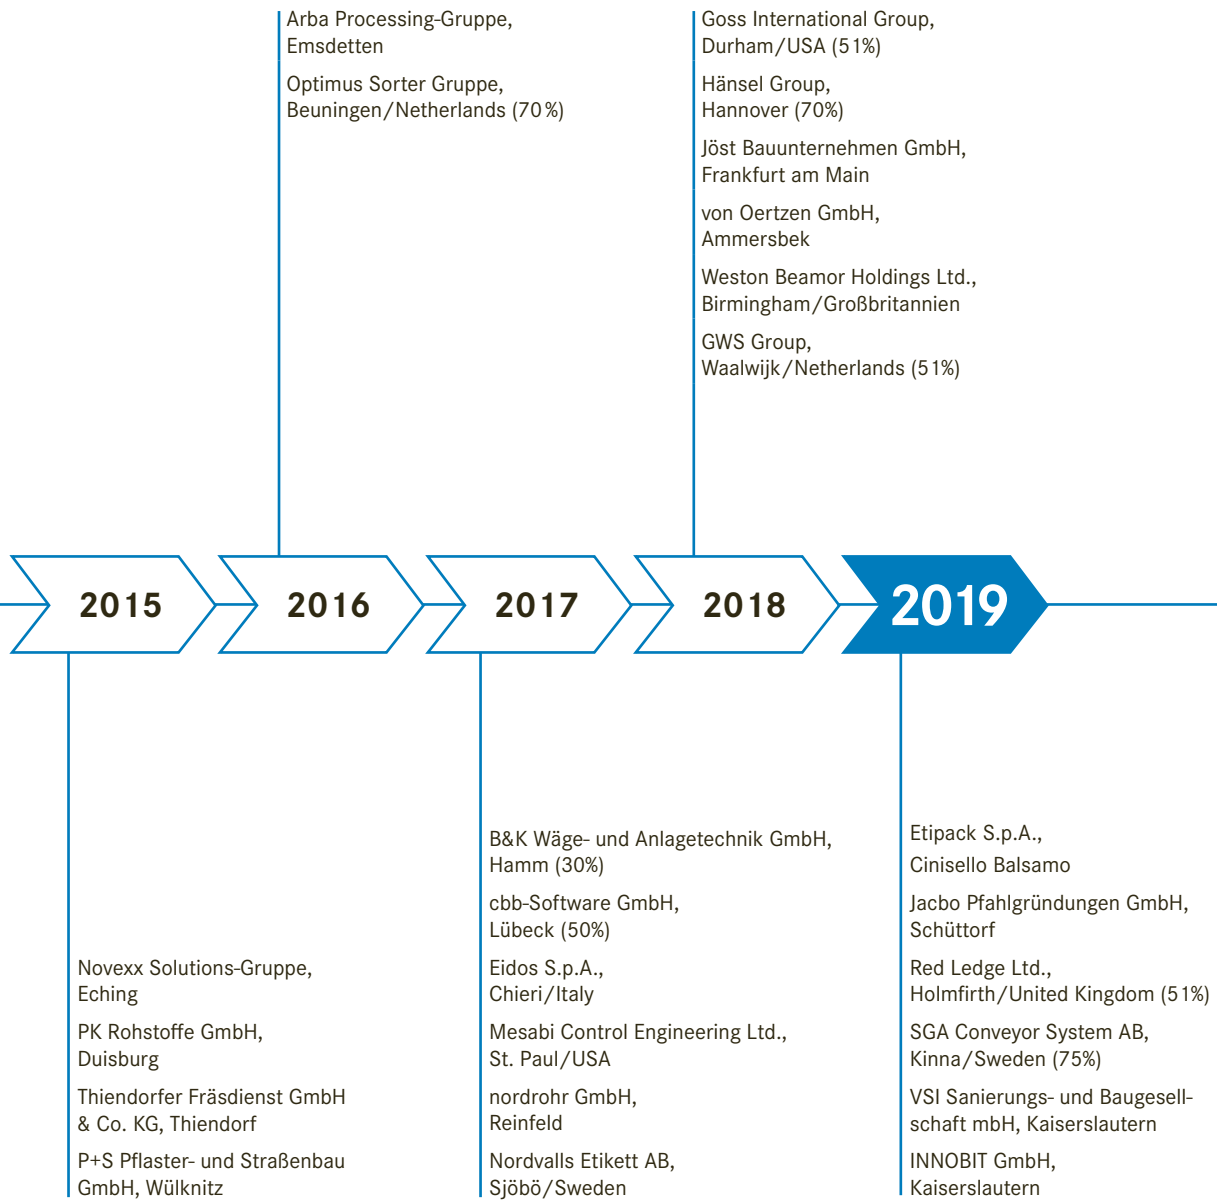 Arba Processing-Gruppe,
Emsdetten
Optimus Sorter Gruppe,
Beuningen/Netherlands (70%)
Goss International Group,
Durham/USA (51%)
Hänsel Group,
Hannover (70%)
Jöst Bauunternehmen GmbH,
Frankfurt am Main
von Oertzen GmbH,
Ammersbek
Weston Beamor Holdings Ltd.,
Birmingham/Großbritannien
GWS Group,
Waalwijk/Netherlands (51%)
2015
2016
2017
2018
2019
Novexx Solutions-Gruppe,
Eching
PK Rohstoffe GmbH,
Duisburg
Thiendorfer Fräsdienst GmbH
& Co. KG, Thiendorf
P+S Pflaster- und Straßenbau
GmbH, Wülknitz
B&K Wäge- und Anlagetechnik GmbH,
Hamm (30%)
cbb-Software GmbH,
Lübeck (50%)
Eidos S.p.A.,
Chieri/Italy
Mesabi Control Engineering Ltd.,
St. Paul/USA
nordrohr GmbH,
Reinfeld
Nordvalls Etikett AB,
Sjöbö/Sweden
Etipack S.p.A.,
Cinisello Balsamo
Jacbo Pfahlgründungen GmbH,
Schüttorf
Red Ledge Ltd.,
Holmfirth/United Kingdom (51%)
SGA Conveyor System AB,
Kinna/Sweden (75%)
VSI Sanierungs- und Baugesell-
schaft mbH, Kaiserslautern
INNOBIT GmbH,
Kaiserslautern